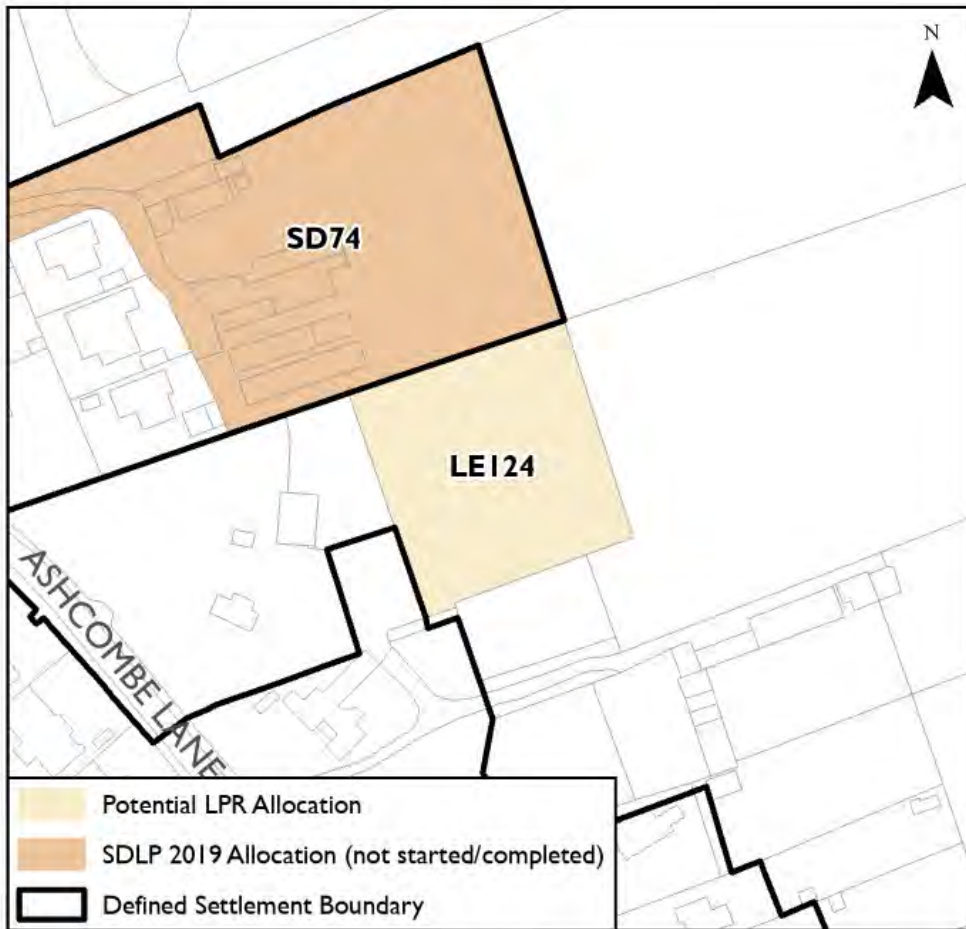 N
SD74
LE124
ASHCOMBE LANE
Potential LPR Allocation
SDLP 2019 Allocation (not started/completed)
Defined Settlement Boundary